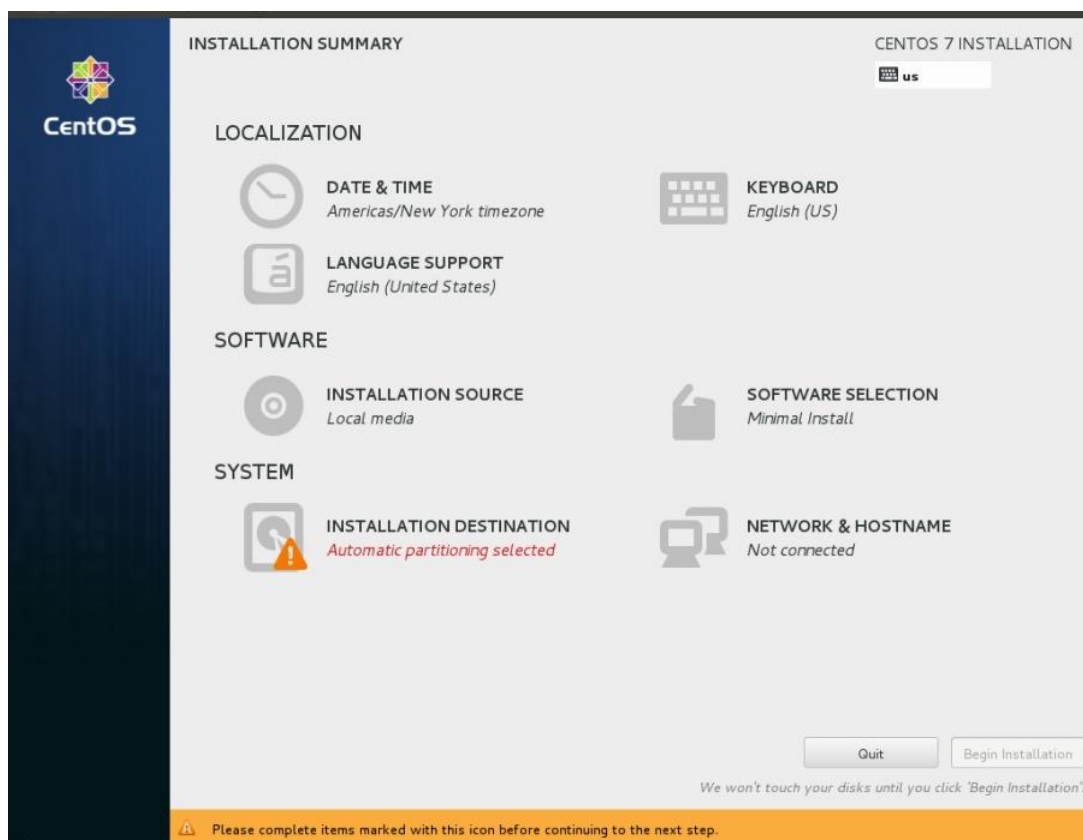 INSTALLATION SUMMARY
CENTOS 7 INSTALLATION
us
CentOS
LOCALIZATION
DATE & TIME
Americas/New York timezone
KEYBOARD
English (US)
á
LANGUAGE SUPPORT
English (United States)
SOFTWARE
INSTALLATION SOURCE
Local media
SOFTWARE SELECTION
Minimal Install
SYSTEM
INSTALLATION DESTINATION
Automatic partitioning selected
NETWORK & HOSTNAME
Not connected
Quit
Begin Installation
We won't touch your disks until you click 'Begin Installation'.
Please complete items marked with this icon before continuing to the next step.